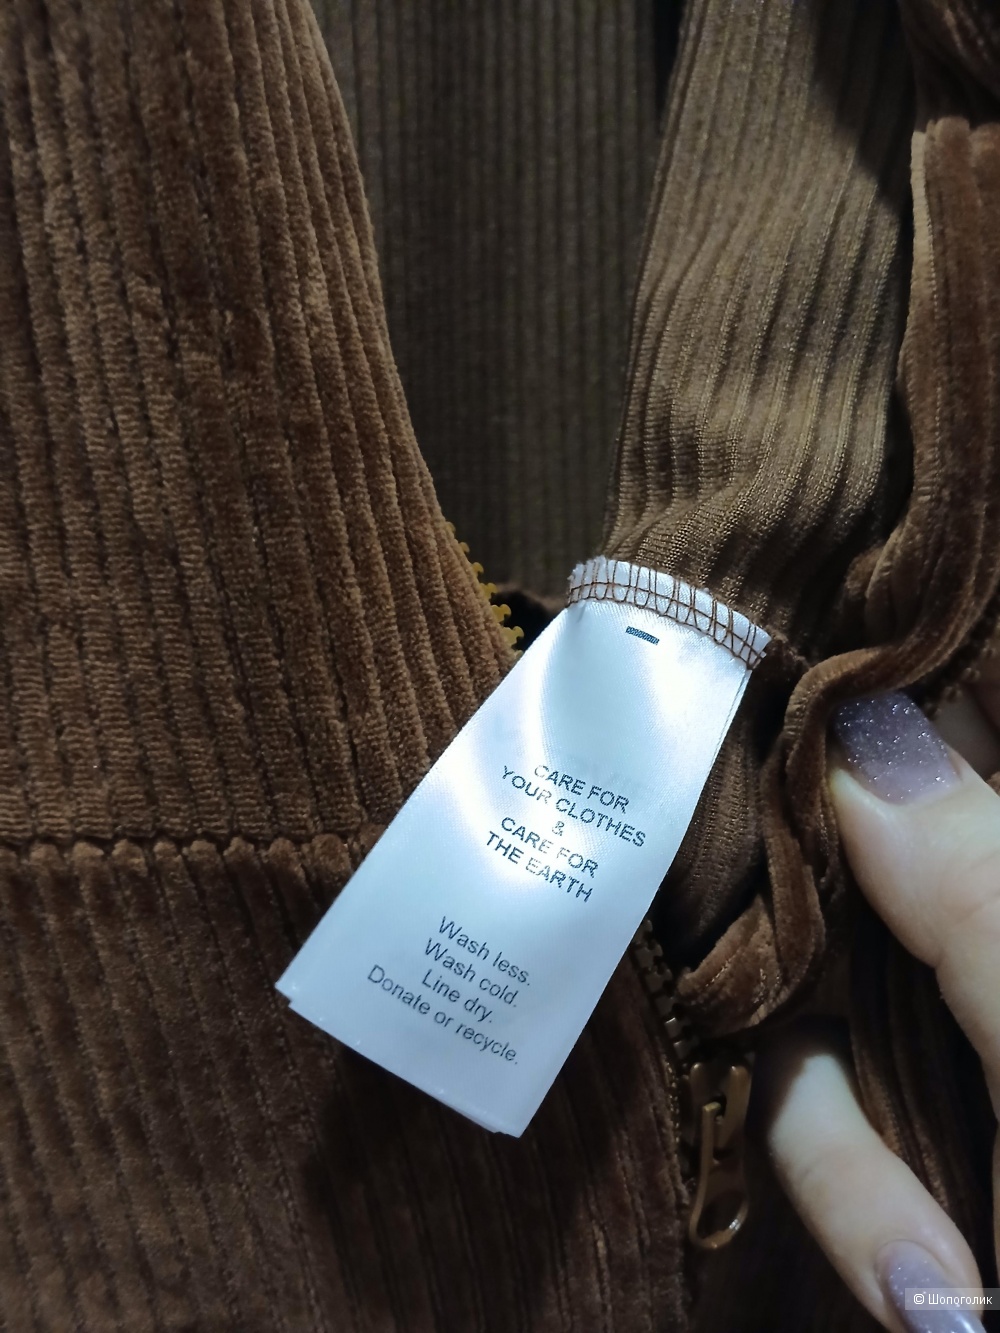 CARE FOR
YOUR CLOTHES
&
CARE FOR
THE EARTH
Wash less.
Wash cold.
Line dry.
Donate or recycle.
© Шопоголик